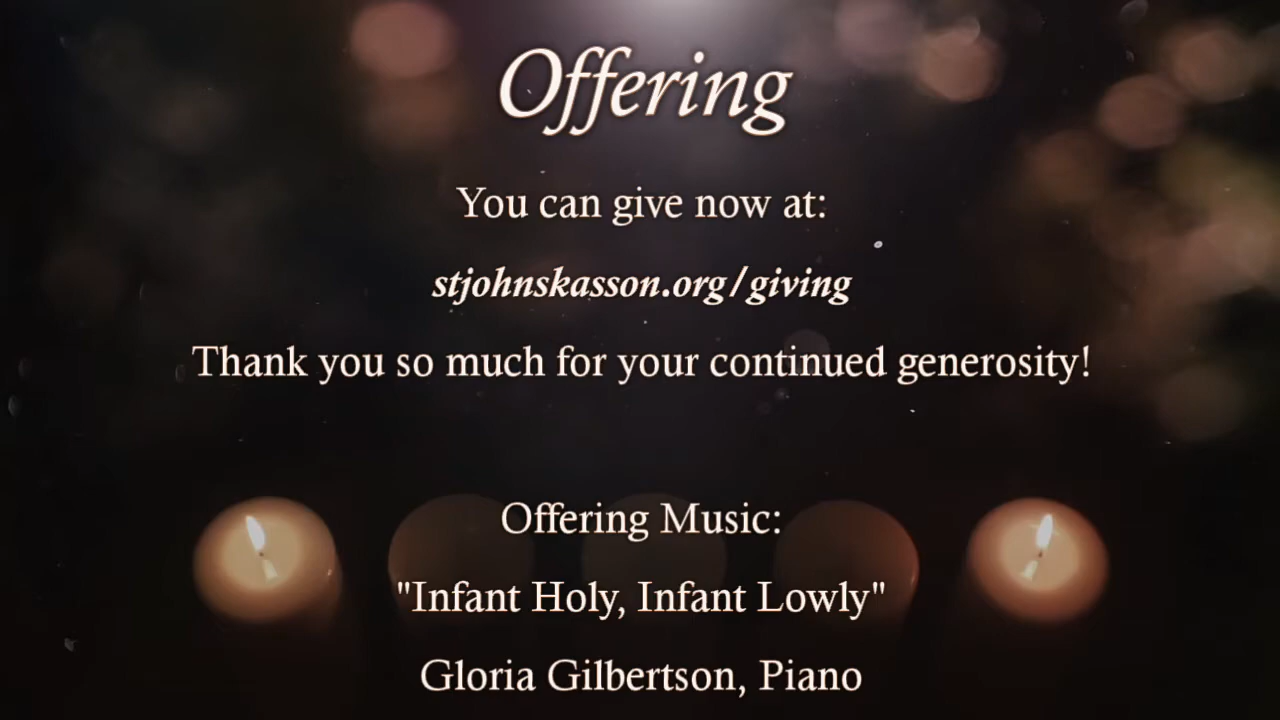 Offering
You can give now at:
stjohnskasson.org/giving
Thank you so much for your continued generosity!
Offering Music:
"Infant Holy, Infant Lowly"
Gloria Gilbertson, Piano